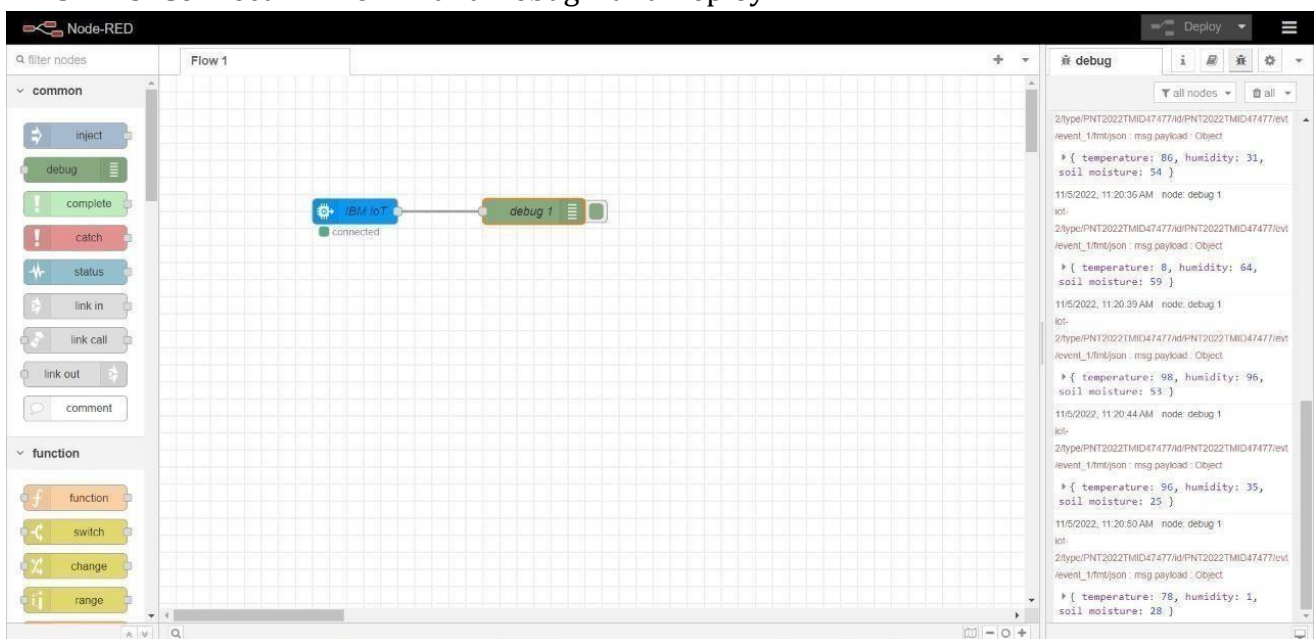 Node-RED
Deploy
filter nodes
Flow 1
debug
i
all nodes
all
common
inject
debug
complete
catch
status
link in
link call
link out
comment
function
function
switch
change
range
IBM IoT
connected
debug 1
2/type/PNT2022TMID47477/id/PNT2022TMID47477/evt
/event_1/fmt/json : msg.payload : Object
{ temperature: 86, humidity: 31,
soil moisture: 54 }
11/5/2022, 11:20:36 AM node: debug 1
iot-
2/type/PNT2022TMID47477/id/PNT2022TMID47477/evt
/event_1/fmt/json : msg.payload : Object
{ temperature: 8, humidity: 64,
soil moisture: 59 }
11/5/2022, 11:20:39 AM node: debug 1
iot-
2/type/PNT2022TMID47477/id/PNT2022TMID47477/evt
/event_1/fmt/json : msg.payload : Object
{ temperature: 98, humidity: 96,
soil moisture: 53 }
11/5/2022, 11:20:44 AM node: debug 1
iot-
2/type/PNT2022TMID47477/id/PNT2022TMID47477/evt
/event_1/fmt/json : msg.payload : Object
{ temperature: 96, humidity: 35,
soil moisture: 25 }
11/5/2022, 11:20:50 AM node: debug 1
iot-
2/type/PNT2022TMID47477/id/PNT2022TMID47477/evt
/event_1/fmt/json : msg.payload : Object
{ temperature: 78, humidity: 1,
soil moisture: 28 }